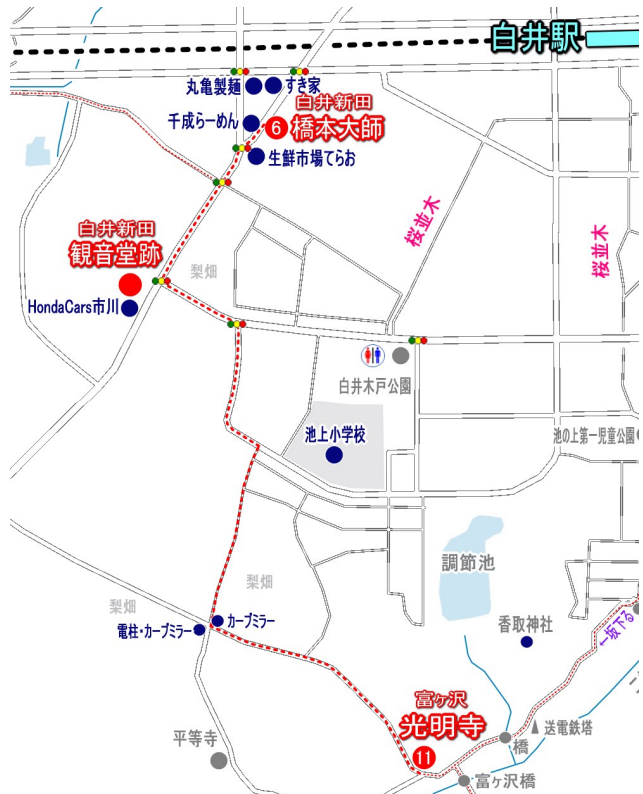 白井駅
丸亀製麺
すき家
白井新田
千成らーめん
6
橋本大師
生鮮市場てらお
桜並木
桜並木
白井新田
観音堂跡
梨畑
HondaCars市川
白井木戸公園
池上小学校
池の上第一児童公園
調節池
梨畑
梨畑
カーブミラー
電柱・カーブミラー
香取神社
←坂下る
富ヶ沢
光明寺
11
平等寺
橋
送電鉄塔
富ヶ沢橋